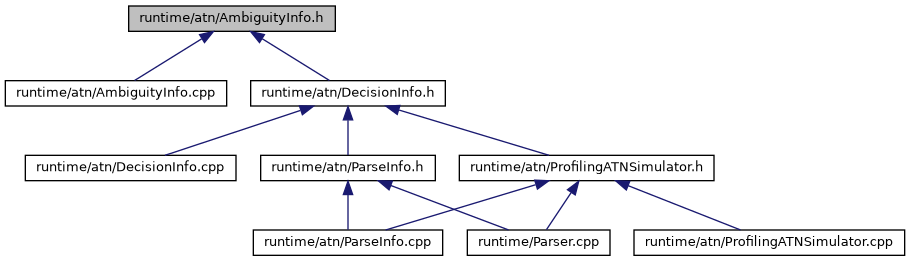 runtime/atn/AmbiguityInfo.h
runtime/atn/AmbiguityInfo.cpp
runtime/atn/DecisionInfo.h
runtime/atn/DecisionInfo.cpp
runtime/atn/ParseInfo.h
runtime/atn/ProfilingATNSimulator.h
runtime/atn/ParseInfo.cpp
runtime/Parser.cpp
runtime/atn/ProfilingATNSimulator.cpp